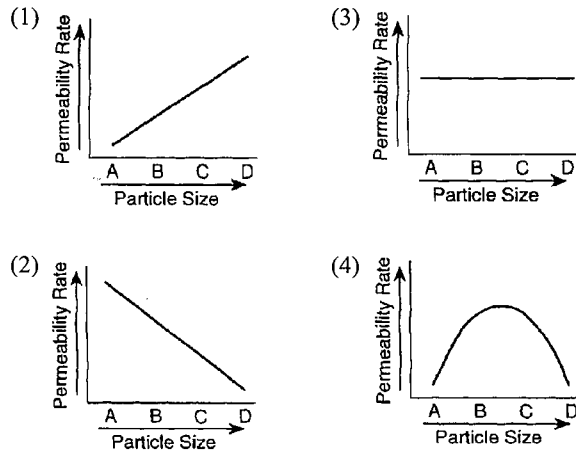 (1)
Permeability Rate
A B C D
Particle Size
(3)
Permeability Rate
A B C D
Particle Size
(2)
Permeability Rate
A B C D
Particle Size
(4)
Permeability Rate
A B C D
Particle Size